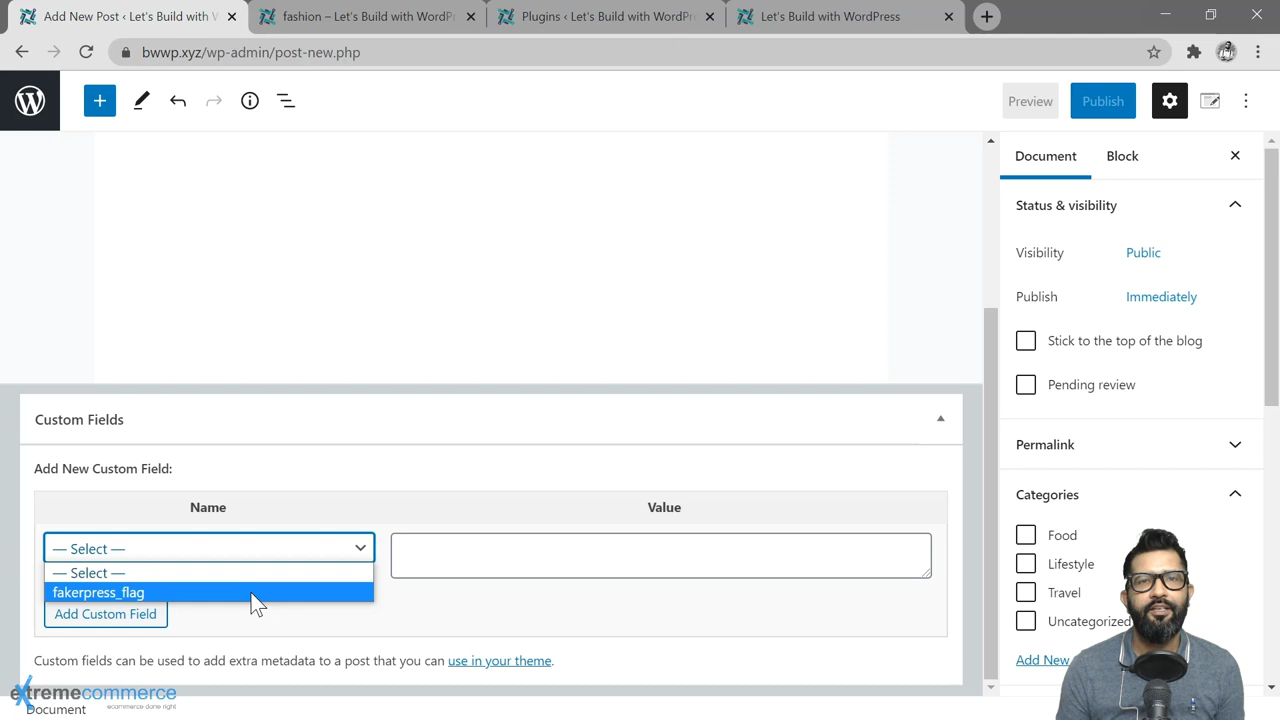 Add New Post ‹ Let's Build with W
fashion – Let's Build with WordPr
Plugins ‹ Let's Build with WordPre
Let's Build with WordPress
bwwp.xyz/wp-admin/post-new.php
Preview
Publish
Document
Block
Status & visibility
Visibility
Public
Publish
Immediately
Stick to the top of the blog
Pending review
Permalink
Categories
Food
Lifestyle
Travel
Uncategorized
Add New
Custom Fields
Add New Custom Field:
Name
Value
— Select —
— Select —
fakerpress_flag
Add Custom Field
Custom fields can be used to add extra metadata to a post that you can use in your theme.
extremecommerce
ecommerce done right
Document